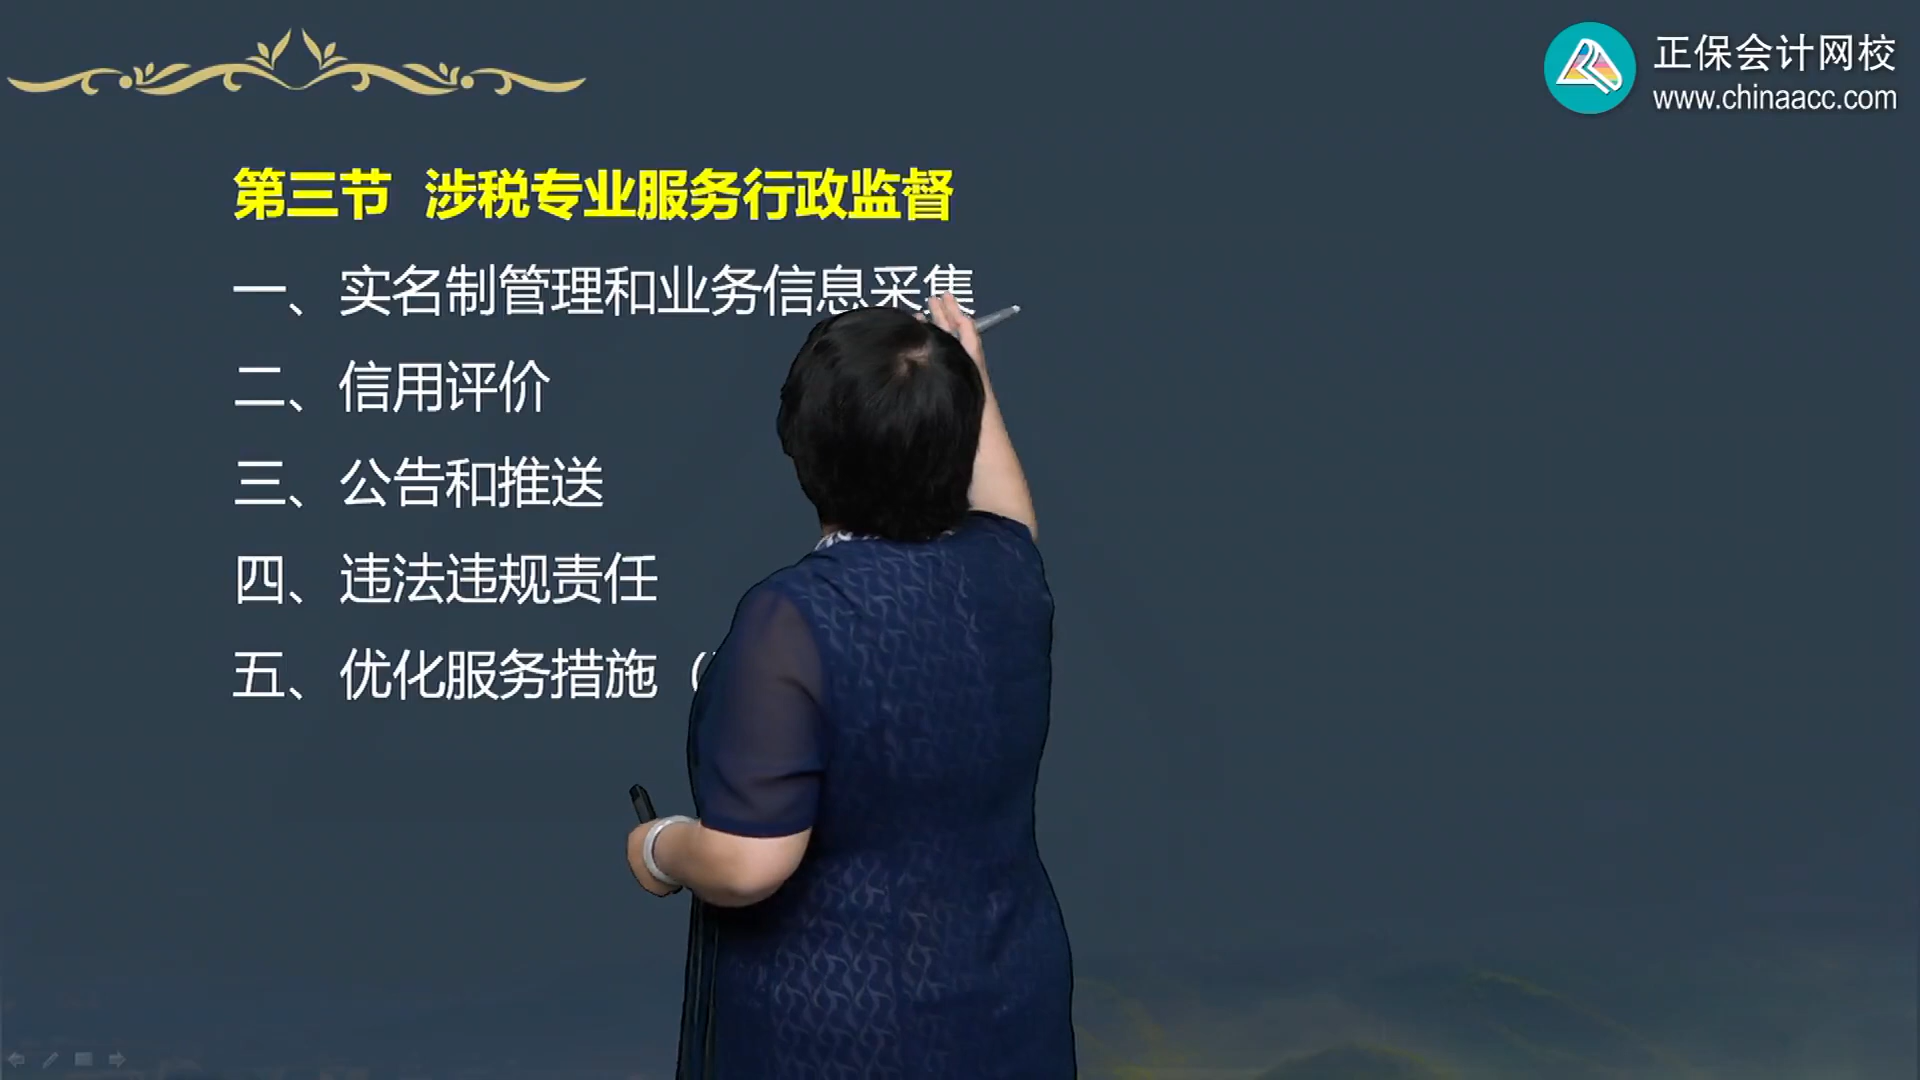 正保会计网校
www.chinaacc.com
第三节 涉税专业服务行政监督
一、实名制管理和业务信息采集
二、信用评价
三、公告和推送
四、违法违规责任
五、优化服务措施（